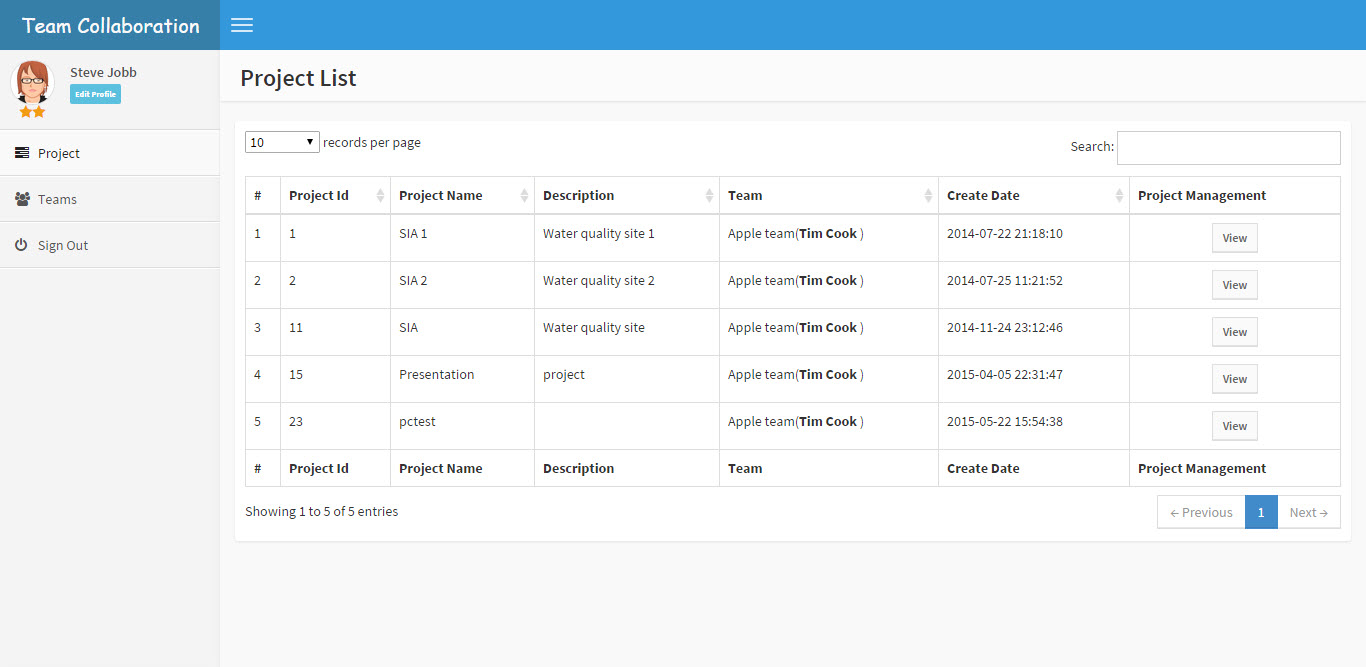 Team Collaboration
Steve Jobb
Edit Profile
Project
Teams
Sign Out
Project List
10 records per page
Search:
# Project Id Project Name Description Team Create Date Project Management
1 1 SIA 1 Water quality site 1 Apple team(Tim Cook ) 2014-07-22 21:18:10 View
2 2 SIA 2 Water quality site 2 Apple team(Tim Cook ) 2014-07-25 11:21:52 View
3 11 SIA Water quality site Apple team(Tim Cook ) 2014-11-24 23:12:46 View
4 15 Presentation project Apple team(Tim Cook ) 2015-04-05 22:31:47 View
5 23 pctest Apple team(Tim Cook ) 2015-05-22 15:54:38 View
# Project Id Project Name Description Team Create Date Project Management
Showing 1 to 5 of 5 entries
← Previous 1 Next →